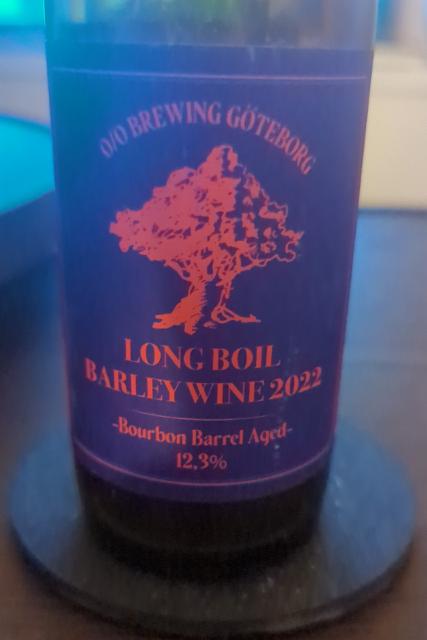 O/O BREWING GÖTEBORG
LONG BOIL
BARLEY WINE 2022
-Bourbon Barrel Aged-
12,3%